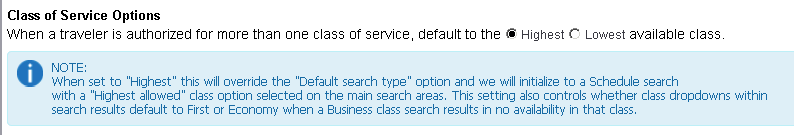 Class of Service Options
When a traveler is authorized for more than one class of service, default to the Highest Lowest available class.
NOTE:
When set to "Highest" this will override the "Default search type" option and we will initialize to a Schedule search
with a "Highest allowed" class option selected on the main search areas. This setting also controls whether class dropdowns within
search results default to First or Economy when a Business class search results in no availability in that class.